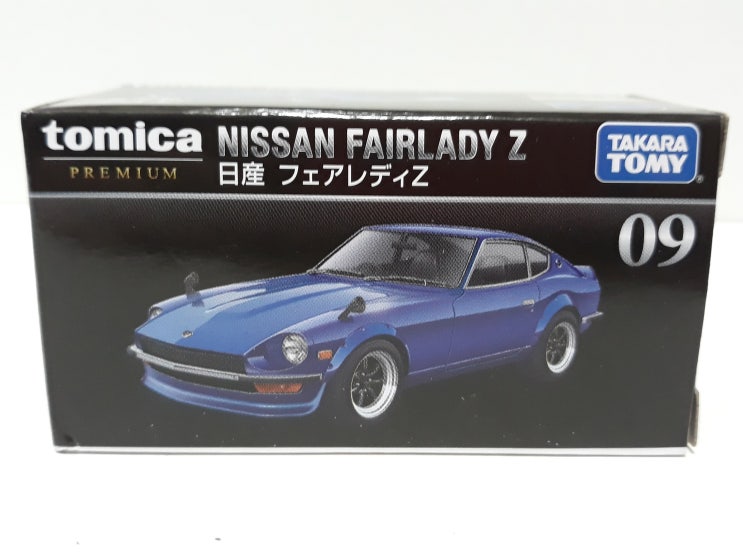 tomica
PREMIUM
NISSAN FAIRLADY Z
日産 フェアレディZ
TAKARA
TOMY
®
09